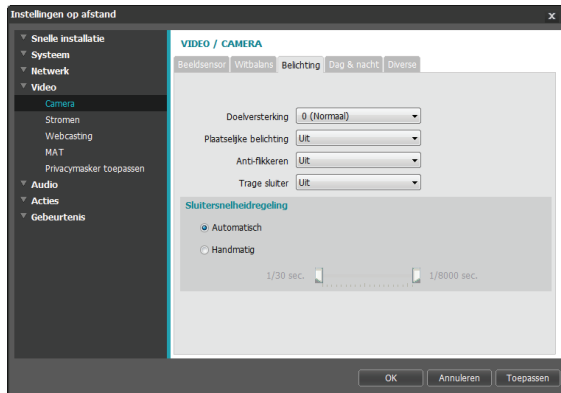 Instellingen op afstand
x
Snelle installatie
Systeem
Netwerk
Video
Camera
Stromen
Webcasting
MAT
Privacymasker toepassen
Audio
Acties
Gebeurtenis
VIDEO / CAMERA
Beeldsensor Witbalans Belichting Dag & nacht Diverse
Doelversterking 0 (Normaal)
Plaatselijke belichting Uit
Anti-flikkeren Uit
Trage sluiter Uit
Sluitersnelheidregeling
Automatisch
Handmatig
1/30 sec. 1/8000 sec.
OK Annuleren Toepassen